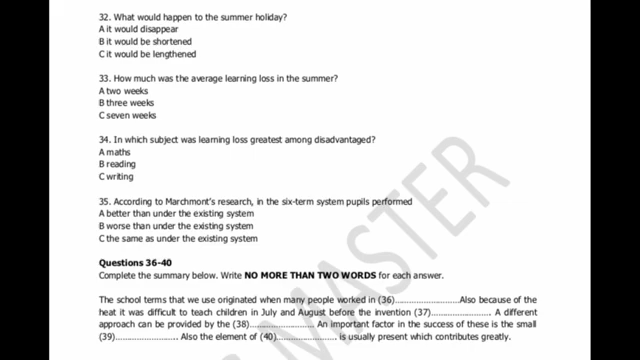 32. What would happen to the summer holiday?
A it would disappear
B it would be shortened
C it would be lengthened
33. How much was the average learning loss in the summer?
A two weeks
B three weeks
C seven weeks
34. In which subject was learning loss greatest among disadvantaged?
A maths
B reading
C writing
35. According to Marchmont's research, in the six-term system pupils performed
A better than under the existing system
B worse than under the existing system
C the same as under the existing system
Questions 36-40
Complete the summary below. Write NO MORE THAN TWO WORDS for each answer.
The school terms that we use originated when many people worked in (36)..........................Also because of the
heat it was difficult to teach children in July and August before the invention (37)........................ A different
approach can be provided by the (38)......................... An important factor in the success of these is the small
(39)......................... Also the element of (40)........................ is usually present which contributes greatly.
MASTER